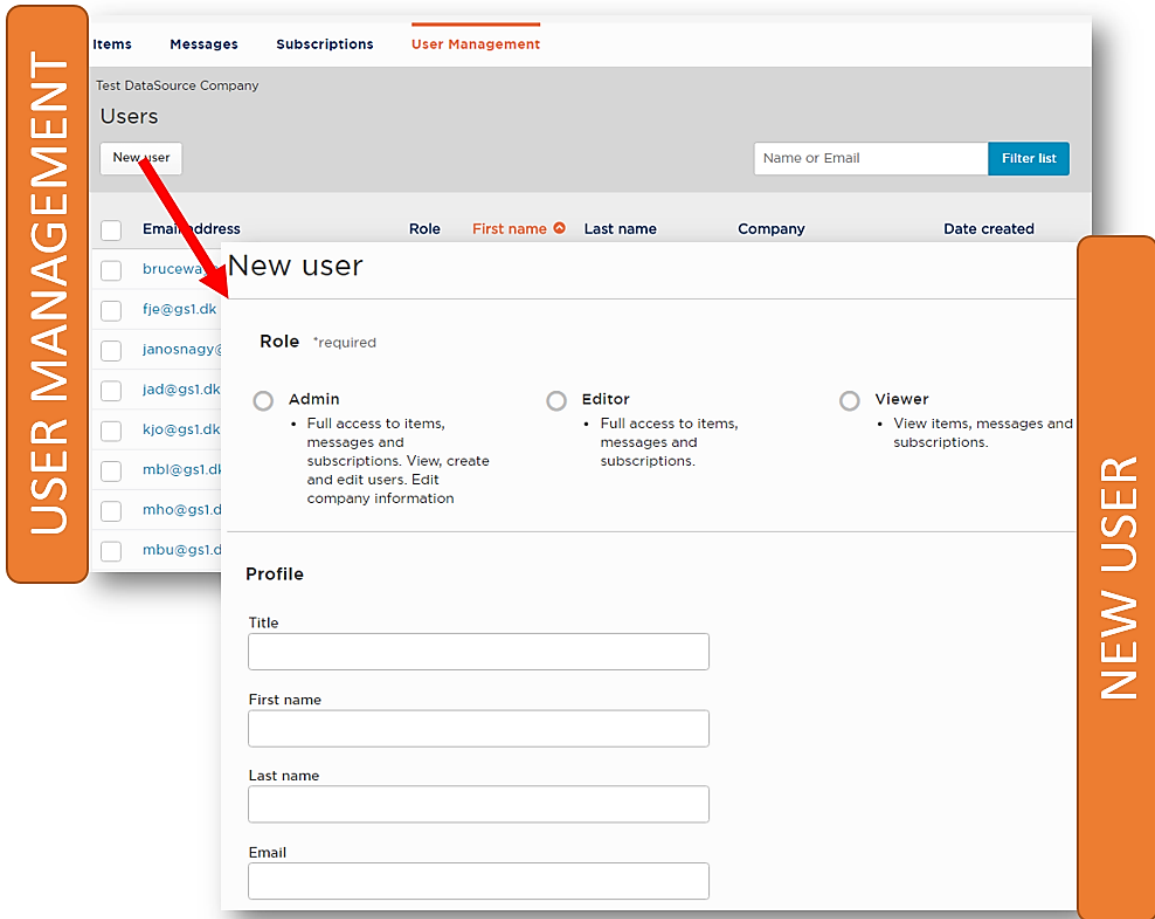 USER MANAGEMENT
Items Messages Subscriptions User Management
Test DataSource Company
Users
New user Name or Email Filter list
Email address Role First name Last name Company Date created
fje@gs1.dk
jad@gs1.dk
New user
Role *required
Admin
• Full access to items,
messages and
subscriptions. View, create
and edit users. Edit
company information
Editor
• Full access to items,
messages and
subscriptions.
Viewer
• View items, messages and
subscriptions.
Profile
Title
First name
Last name
Email
NEW USER